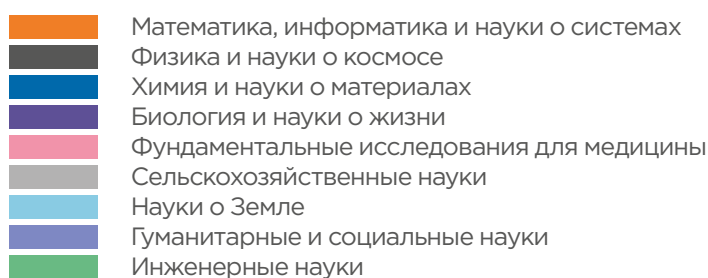 Математика, информатика и науки о системах
Физика и науки о космосе
Химия и науки о материалах
Биология и науки о жизни
Фундаментальные исследования для медицины
Сельскохозяйственные науки
Науки о Земле
Гуманитарные и социальные науки
Инженерные науки